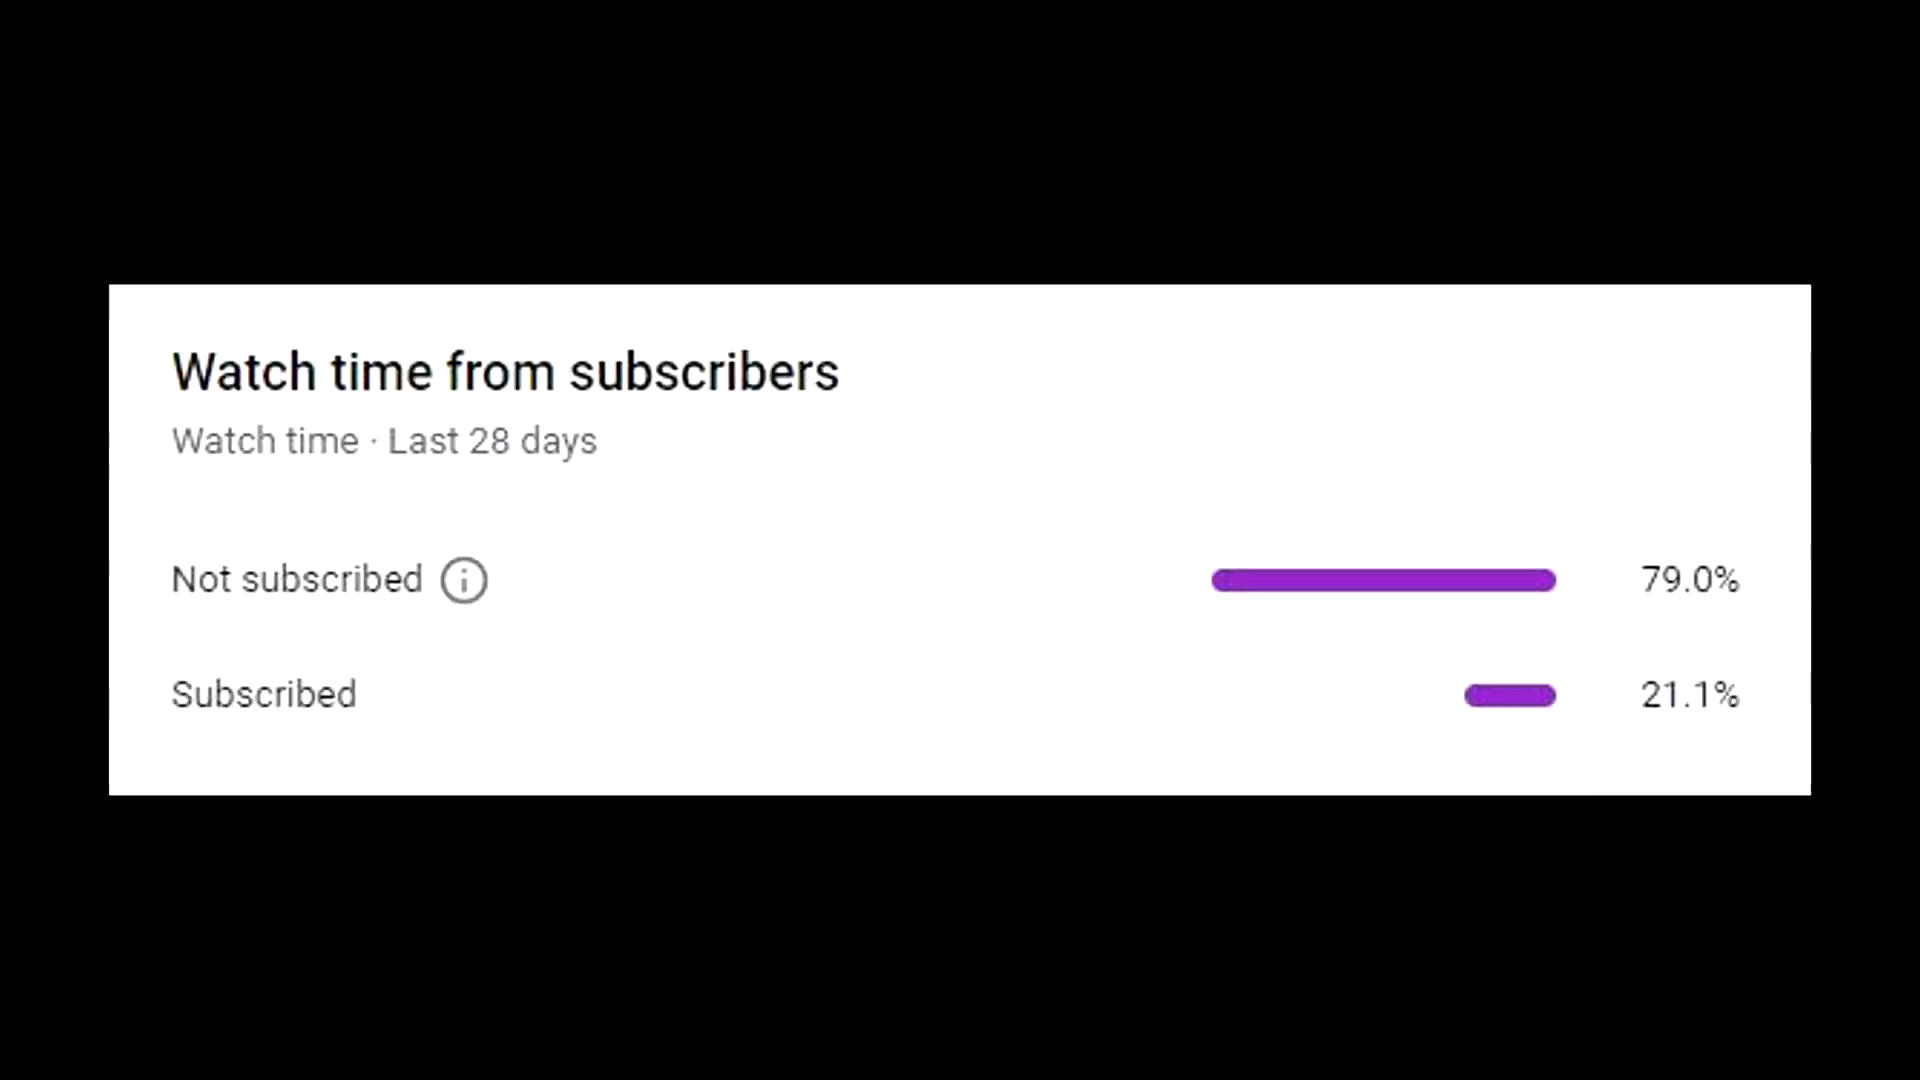 Watch time from subscribers
Watch time · Last 28 days
Not subscribed 79.0%
Subscribed 21.1%